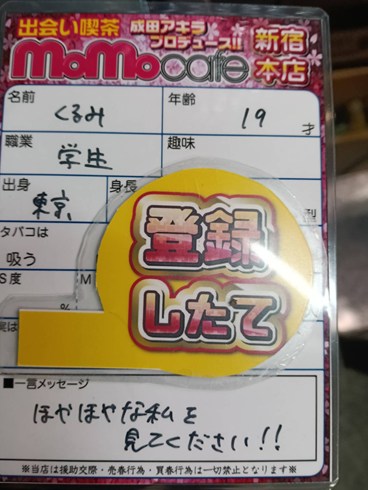 出会い喫茶 成田アキラ プロデュース!! 新宿本店
MoMocafe
名前 くるみ 年齢 19 才
職業 学生 趣味
出身 東京 身長
タバコは 吸う
S度 M
%
登録
したて
■一言メッセージ
ほやほやな私を
見てください!!
※当店は援助交際・売春行為・買春行為は一切禁止となります※